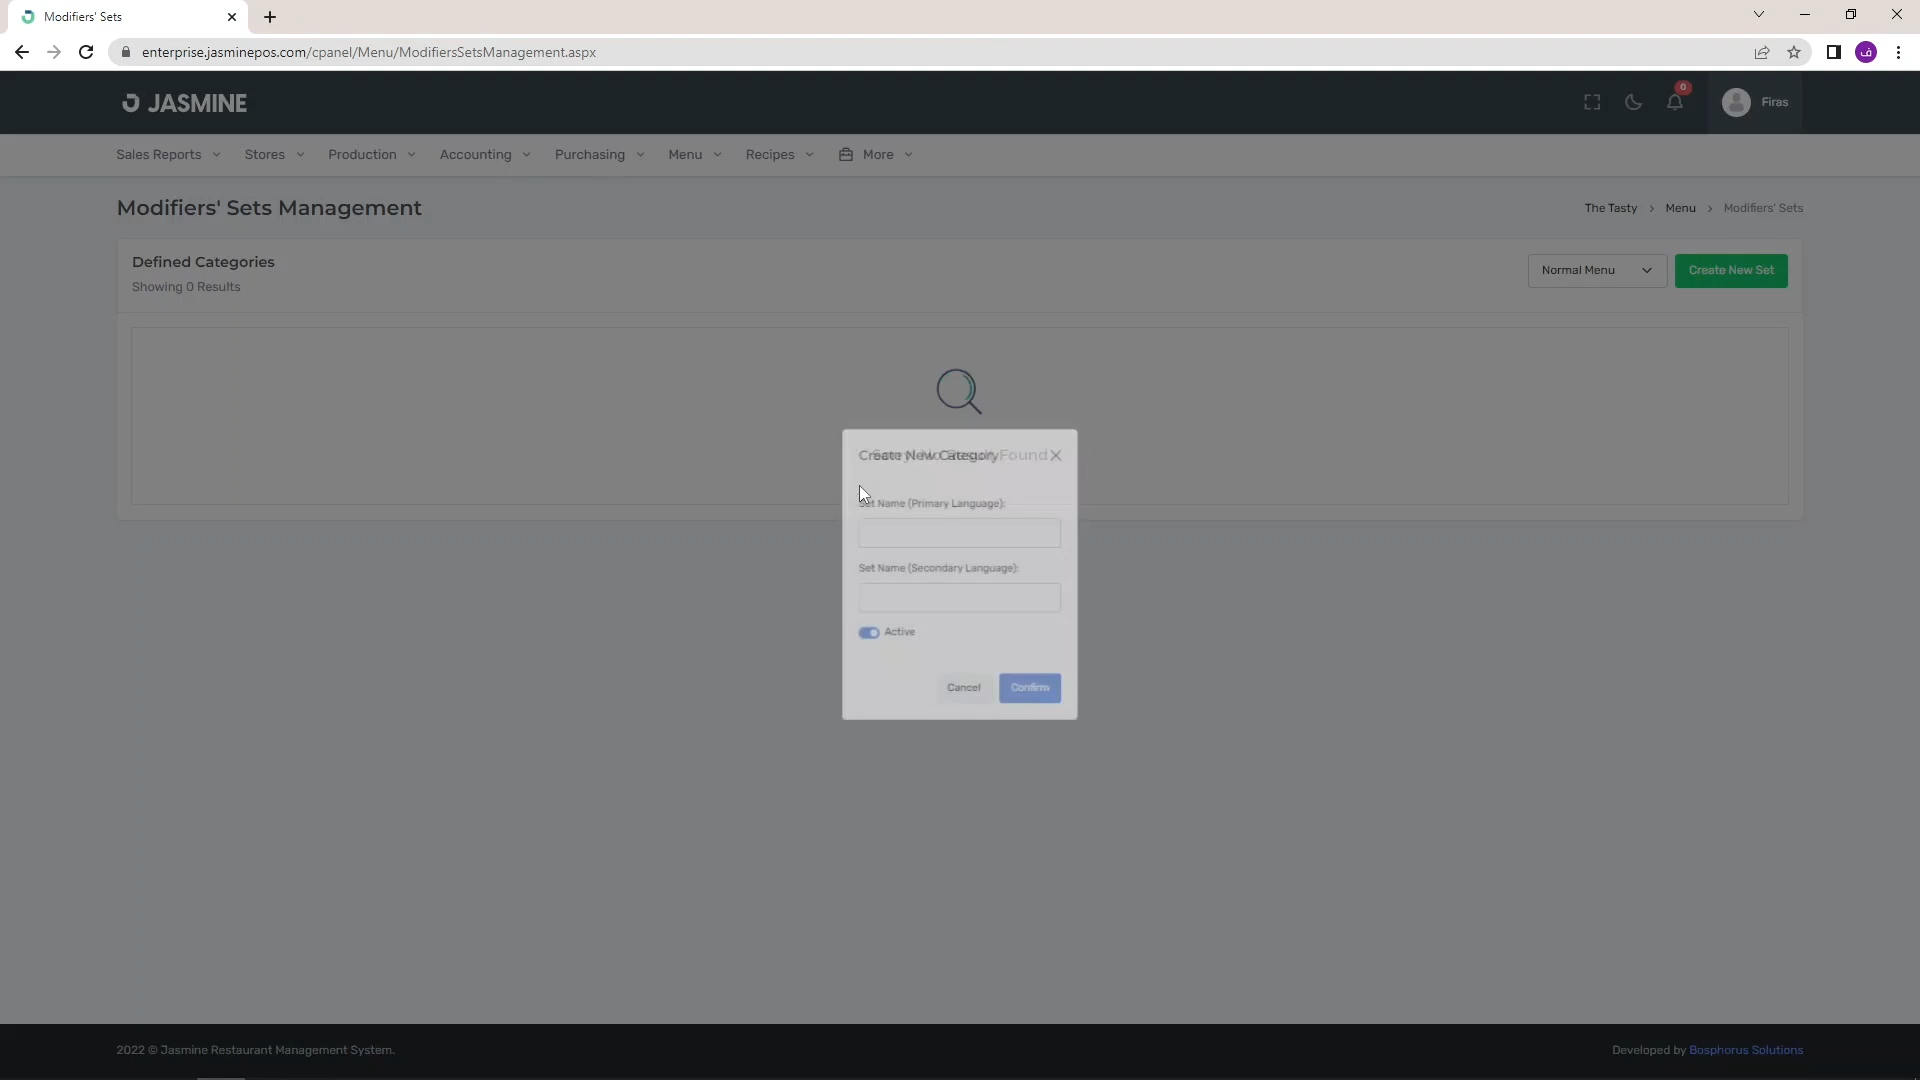 Modifiers' Sets
enterprise.jasminepos.com/cpanel/Menu/ModifiersSetsManagement.aspx
ف
JASMINE
0
Firas
Sales Reports Stores Production Accounting Purchasing Menu Recipes More
Modifiers' Sets Management
The Tasty > Menu > Modifiers' Sets
Defined Categories
Showing 0 Results
Normal Menu
Create New Set
Create New Category
Found
Set Name (Primary Language):
Set Name (Secondary Language):
Active
Cancel Confirm
2022 © Jasmine Restaurant Management System.
Developed by Bosphorus Solutions